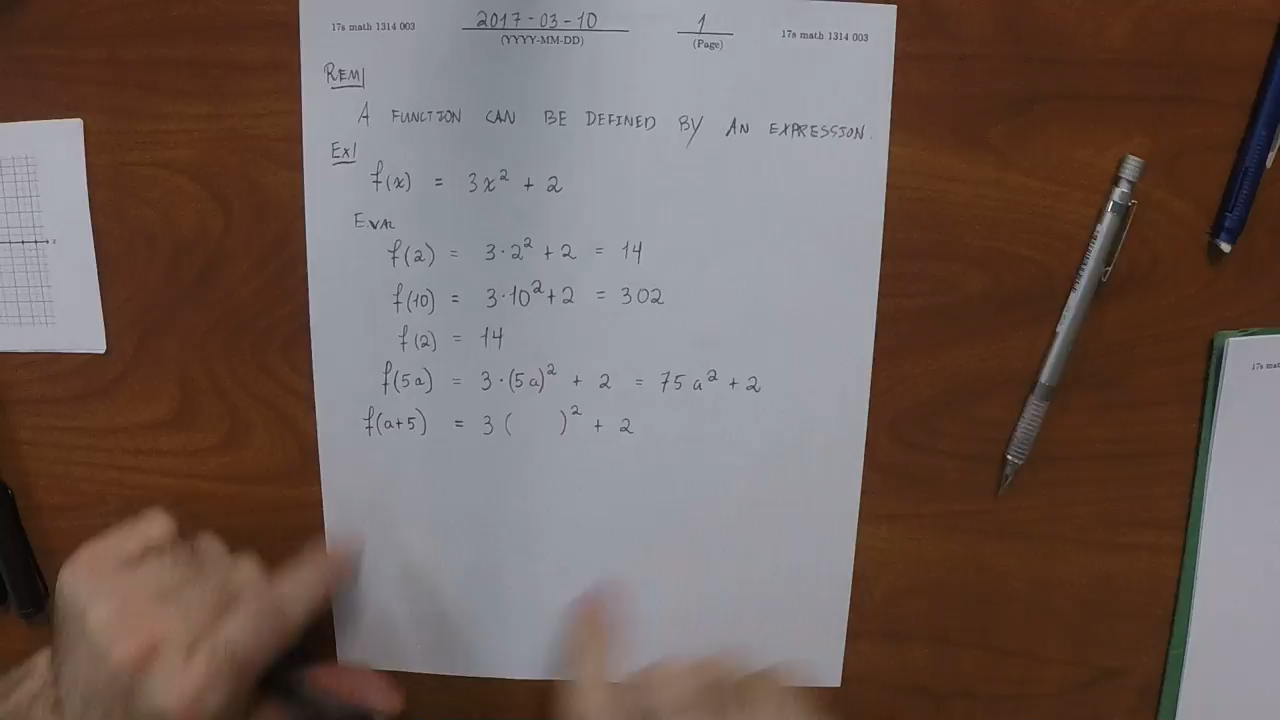 17s math 1314 003 2017-03-10 1 17s math 1314 003
(YYYY-MM-DD) (Page)
REM|
A FUNCTION CAN BE DEFINED BY AN EXPRESSION.
EX|
f(x) = 3x² + 2
EVAL
f(2) = 3·2² + 2 = 14
f(10) = 3·10² + 2 = 302
f(2) = 14
f(5a) = 3·(5a)² + 2 = 75a² + 2
f(a+5) = 3( )² + 2